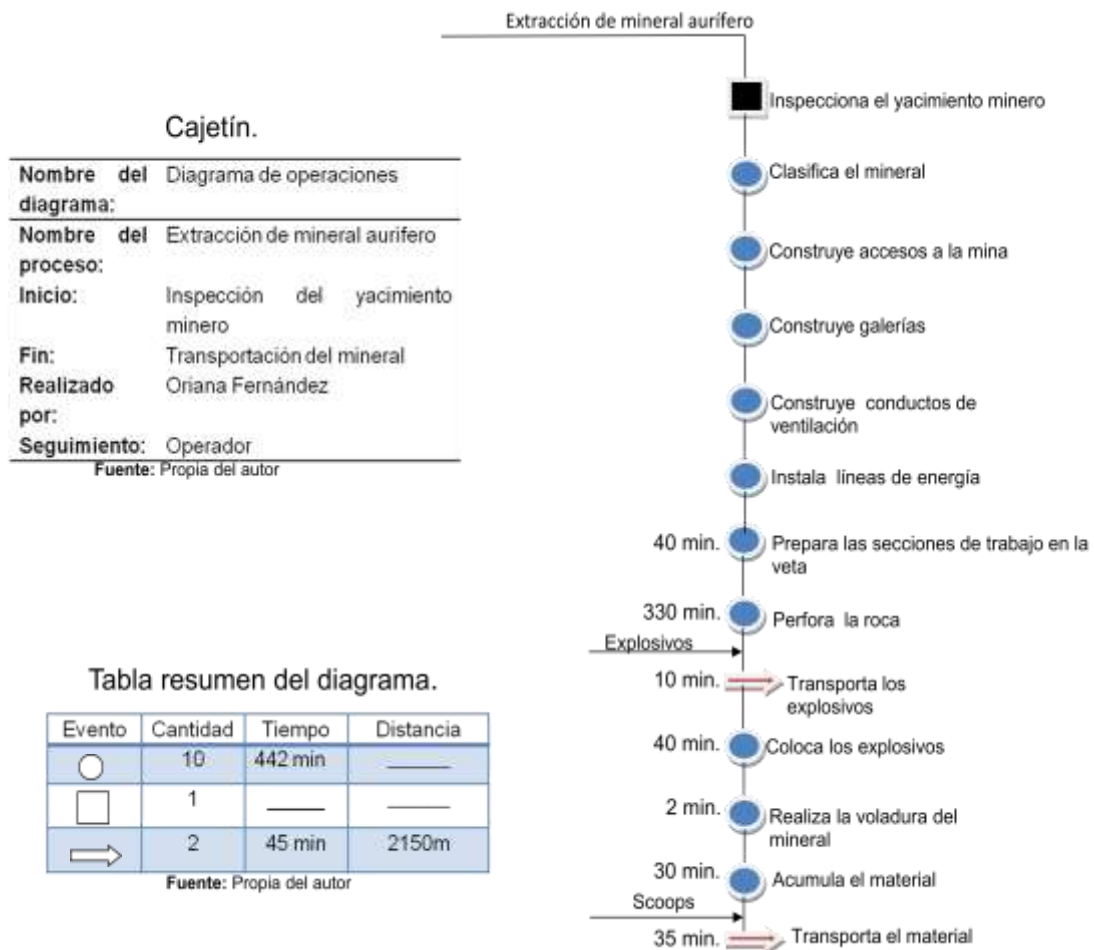 Extracción de mineral aurífero
Inspecciona el yacimiento minero
Clasifica el mineral
Construye accesos a la mina
Construye galerías
Construye conductos de
ventilación
Instala líneas de energía
40 min. Prepara las secciones de trabajo en la
veta
330 min. Perfora la roca
Explosivos
10 min. Transporta los
explosivos
40 min. Coloca los explosivos
2 min. Realiza la voladura del
mineral
30 min. Acumula el material
Scoops
35 min. Transporta el material
Cajetín.
Nombre del Diagrama de operaciones
diagrama:
Nombre del Extracción de mineral aurifero
proceso:
Inicio: Inspección del yacimiento
minero
Fin: Transportación del mineral
Realizado Oriana Fernández
por:
Seguimiento: Operador
Fuente: Propia del autor
Tabla resumen del diagrama.
Evento Cantidad Tiempo Distancia
10 442 min
1
2 45 min 2150m
Fuente: Propia del autor